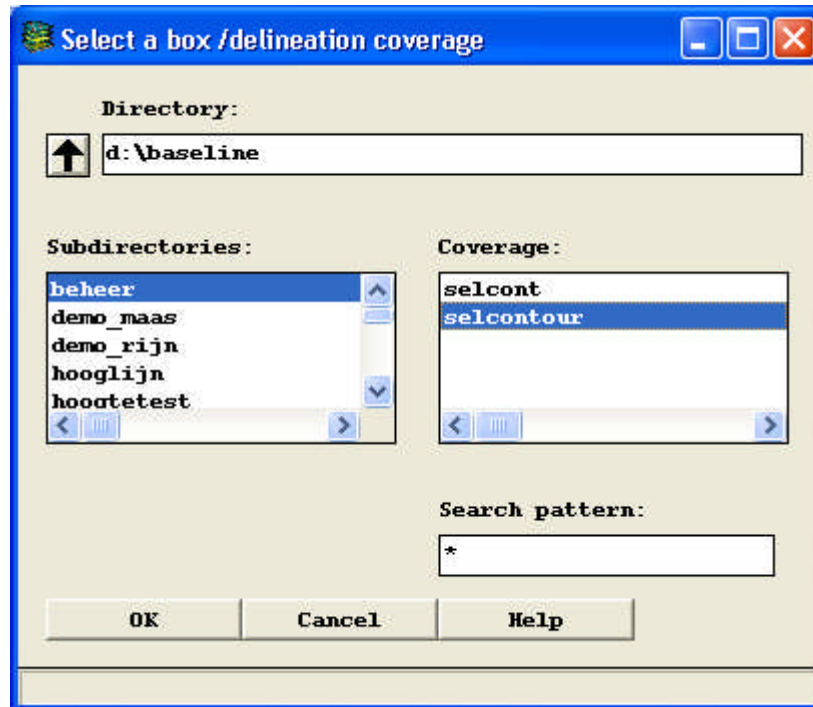 Select a box /delineation coverage
Directory:
d:\baseline
Subdirectories:
beheer
demo_maas
demo_rijn
hooglijn
hoogtetest
Coverage:
selcont
selcontour
Search pattern:
*
OK
Cancel
Help